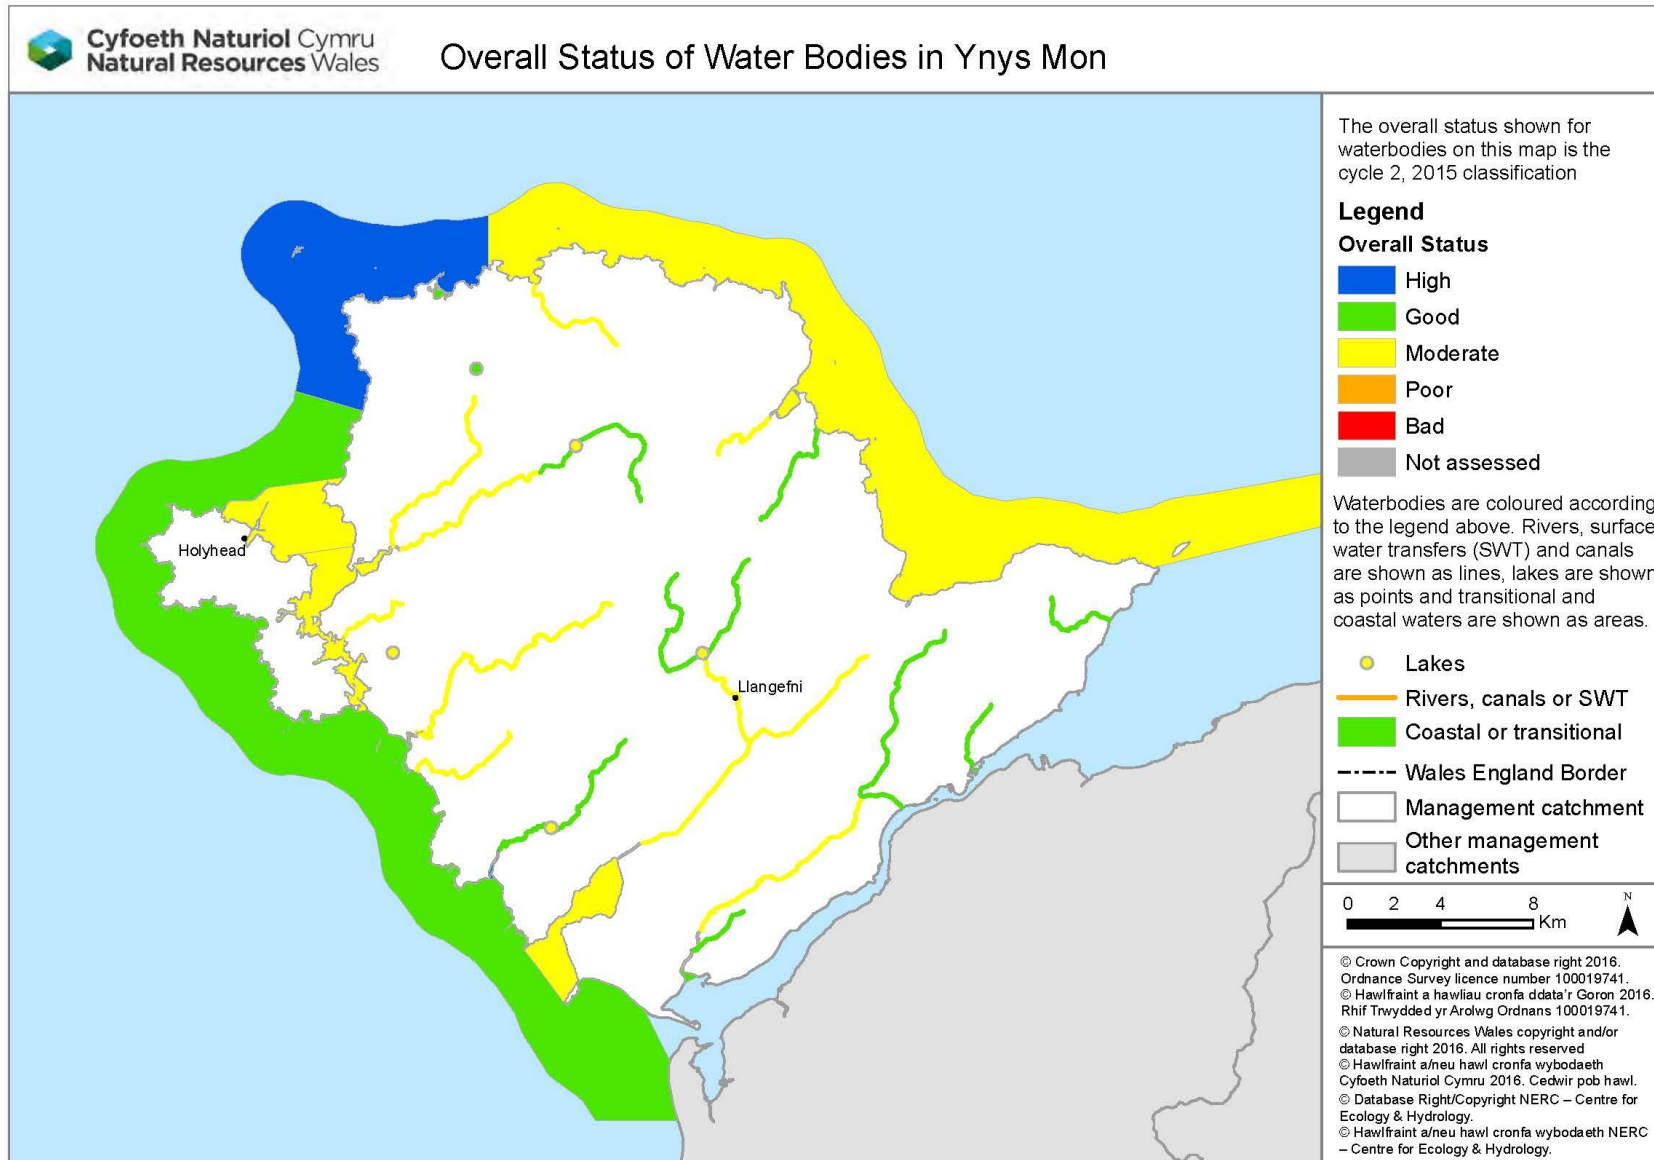 Cyfoeth Naturiol Cymru
Natural Resources Wales
Overall Status of Water Bodies in Ynys Mon
Holyhead
Llangefni
The overall status shown for
waterbodies on this map is the
cycle 2, 2015 classification
Legend
Overall Status
High
Good
Moderate
Poor
Bad
Not assessed
Waterbodies are coloured according
to the legend above. Rivers, surface
water transfers (SWT) and canals
are shown as lines, lakes are shown
as points and transitional and
coastal waters are shown as areas.
Lakes
Rivers, canals or SWT
Coastal or transitional
Wales England Border
Management catchment
Other management
catchments
0 2 4 8
Km
N
© Crown Copyright and database right 2016.
Ordnance Survey licence number 100019741.
© Hawlfraint a hawliau cronfa ddata'r Goron 2016.
Rhif Trwydded yr Arolwg Ordnans 100019741.
© Natural Resources Wales copyright and/or
database right 2016. All rights reserved
© Hawlfraint a/neu hawl cronfa wybodaeth
Cyfoeth Naturiol Cymru 2016. Cedwir pob hawl.
© Database Right/Copyright NERC – Centre for
Ecology & Hydrology.
© Hawlfraint a/neu hawl cronfa wybodaeth NERC
– Centre for Ecology & Hydrology.